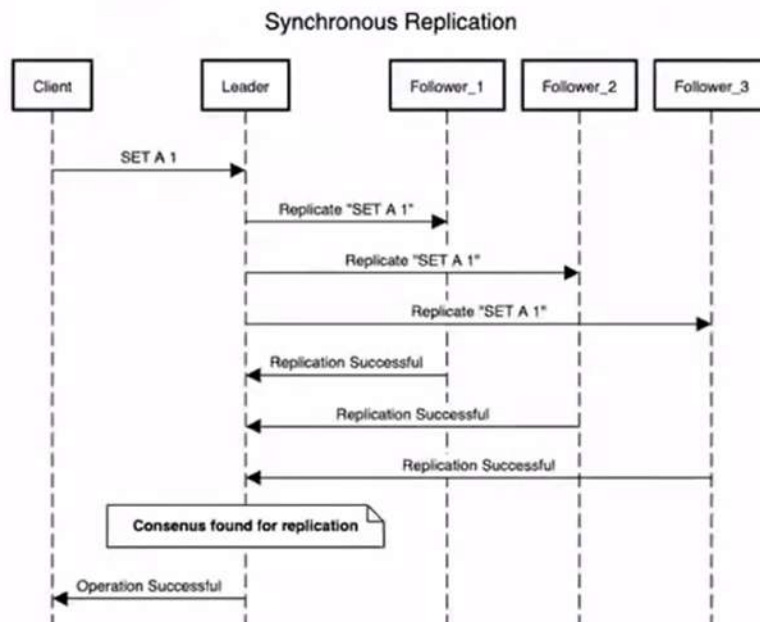 Synchronous Replication
Client
Leader
Follower_1
Follower_2
Follower_3
SET A 1
Replicate "SET A 1"
Replicate "SET A 1"
Replicate "SET A 1"
Replication Successful
Replication Successful
Replication Successful
Consenus found for replication
Operation Successful